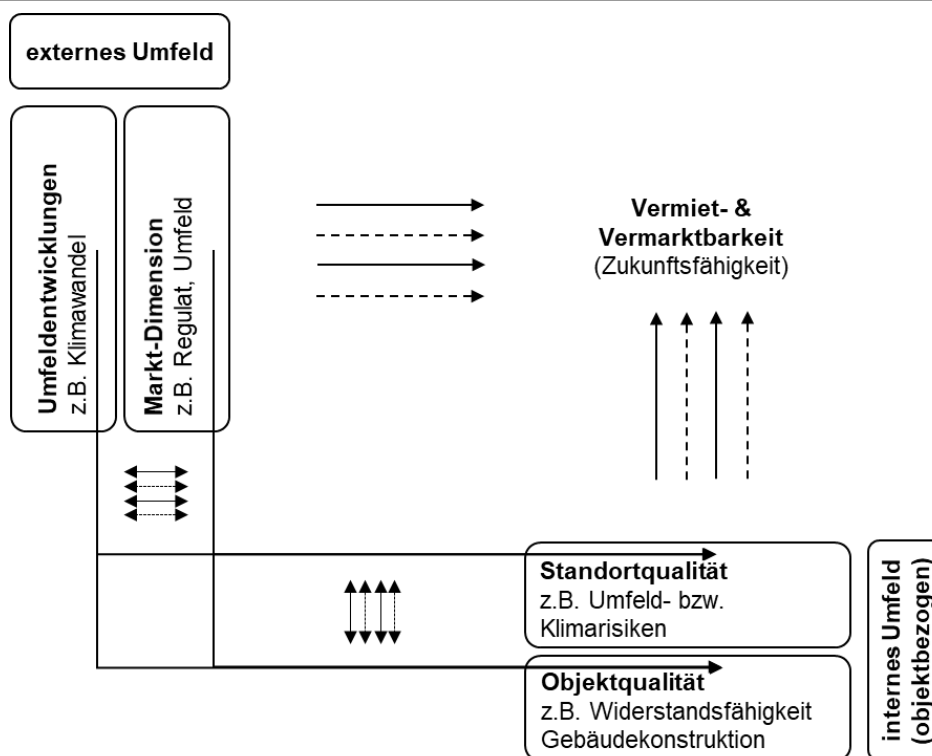 externes Umfeld
Umfeldentwicklungen
z.B. Klimawandel
Markt-Dimension
z.B. Regulat, Umfeld
Vermiet- &
Vermarktbarkeit
(Zukunftsfähigkeit)
Standortqualität
z.B. Umfeld- bzw.
Klimarisiken
Objektqualität
z.B. Widerstandsfähigkeit
Gebäudekonstruktion
internes Umfeld
(objektbezogen)